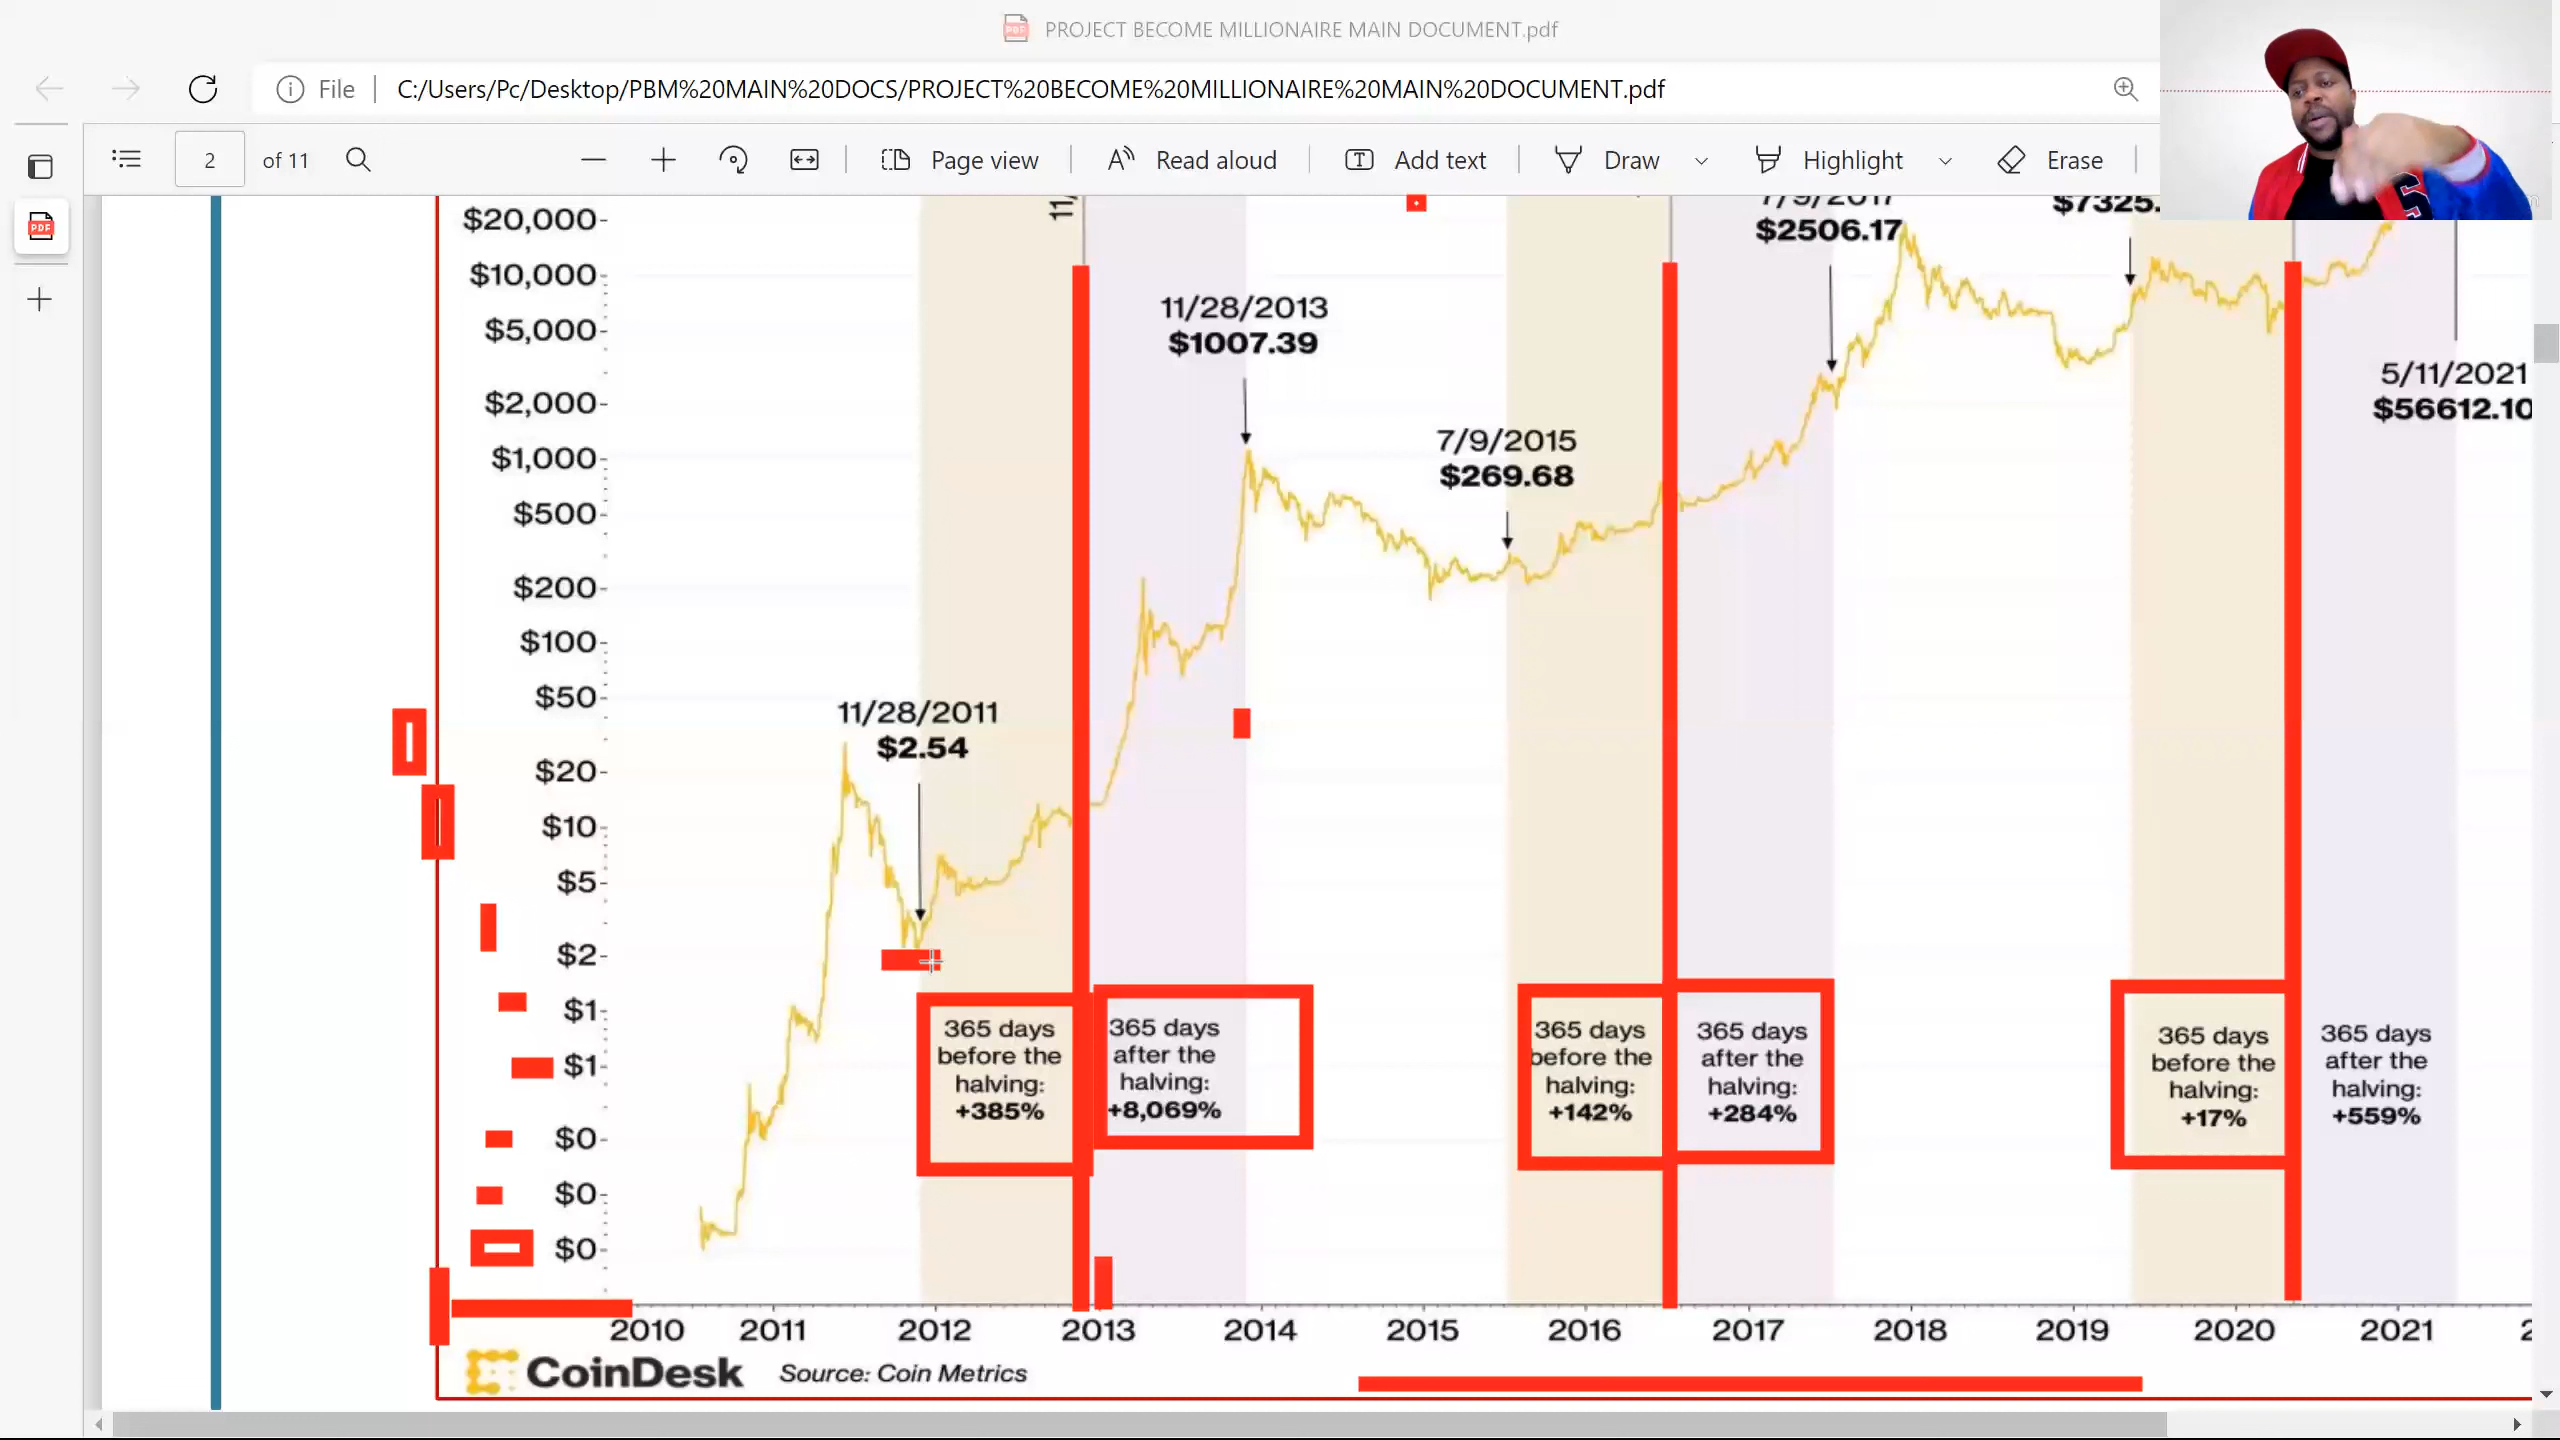 PROJECT BECOME MILLIONAIRE MAIN DOCUMENT.pdf
File C:/Users/Pc/Desktop/PBM%20MAIN%20DOCS/PROJECT%20BECOME%20MILLIONAIRE%20MAIN%20DOCUMENT.pdf
2 of 11 Page view Read aloud Add text Draw Highlight Erase
$20,000
$10,000
$5,000
$2,000
$1,000
$500
$200
$100
$50
$20
$10
$5
$2
$1
$1
$0
$0
$0
11/28/2011
$2.54
11/28/2013
$1007.39
7/9/2015
$269.68
7/9/2017
$2506.17
$7325.
5/11/2021
$56612.10
365 days
before the
halving:
+385%
365 days
after the
halving:
+8,069%
365 days
before the
halving:
+142%
365 days
after the
halving:
+284%
365 days
before the
halving:
+17%
365 days
after the
halving:
+559%
2010 2011 2012 2013 2014 2015 2016 2017 2018 2019 2020 2021
CoinDesk Source: Coin Metrics